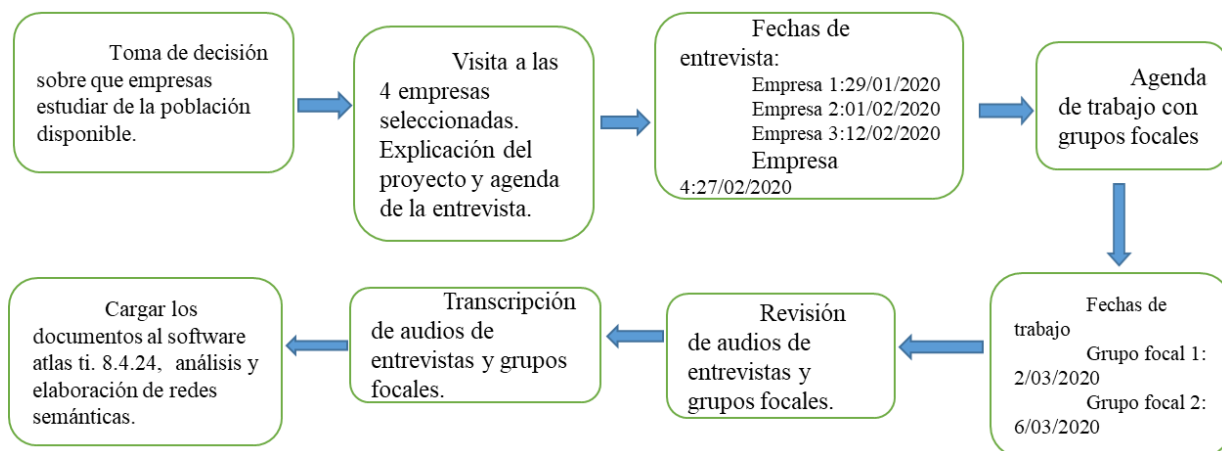 Toma de decisión
sobre que empresas
estudiar de la población
disponible.
Visita a las
4 empresas
seleccionadas.
Explicación del
proyecto y agenda
de la entrevista.
Fechas de
entrevista:
Empresa 1:29/01/2020
Empresa 2:01/02/2020
Empresa 3:12/02/2020
Empresa
4:27/02/2020
Agenda
de trabajo con
grupos focales
Fechas de
trabajo
Grupo focal 1:
2/03/2020
Grupo focal 2:
6/03/2020
Revisión
de audios de
entrevistas y
grupos focales.
Transcripción
de audios de
entrevistas y grupos
focales.
Cargar los
documentos al software
atlas ti. 8.4.24, análisis y
elaboración de redes
semánticas.